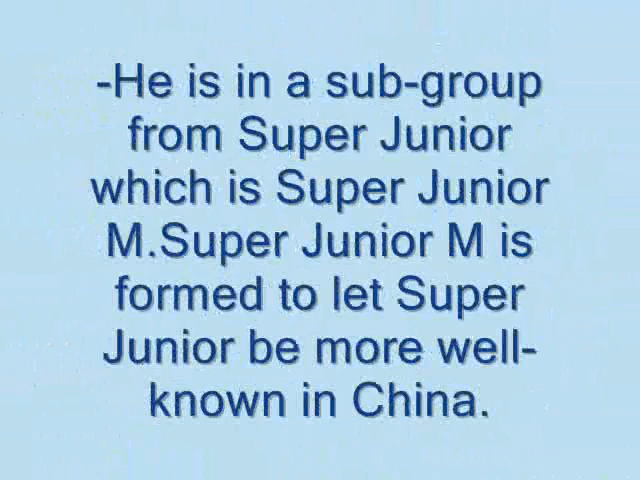 -He is in a sub-group
from Super Junior
which is Super Junior
M.Super Junior M is
formed to let Super
Junior be more well-
known in China.